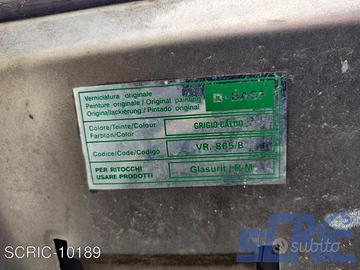 Verniciatura originale
Peinture originale / Original painting
Originallackierung / Pintado original
BASF
Colore/Teinte/Colour
Farbton/Color
GRIGIO CALDO
Codice/Code/Codigo
VR. 865/B
PER RITOCCHI
USARE PRODOTTI
Glasurit / R-M
SCRIC-10189
subito